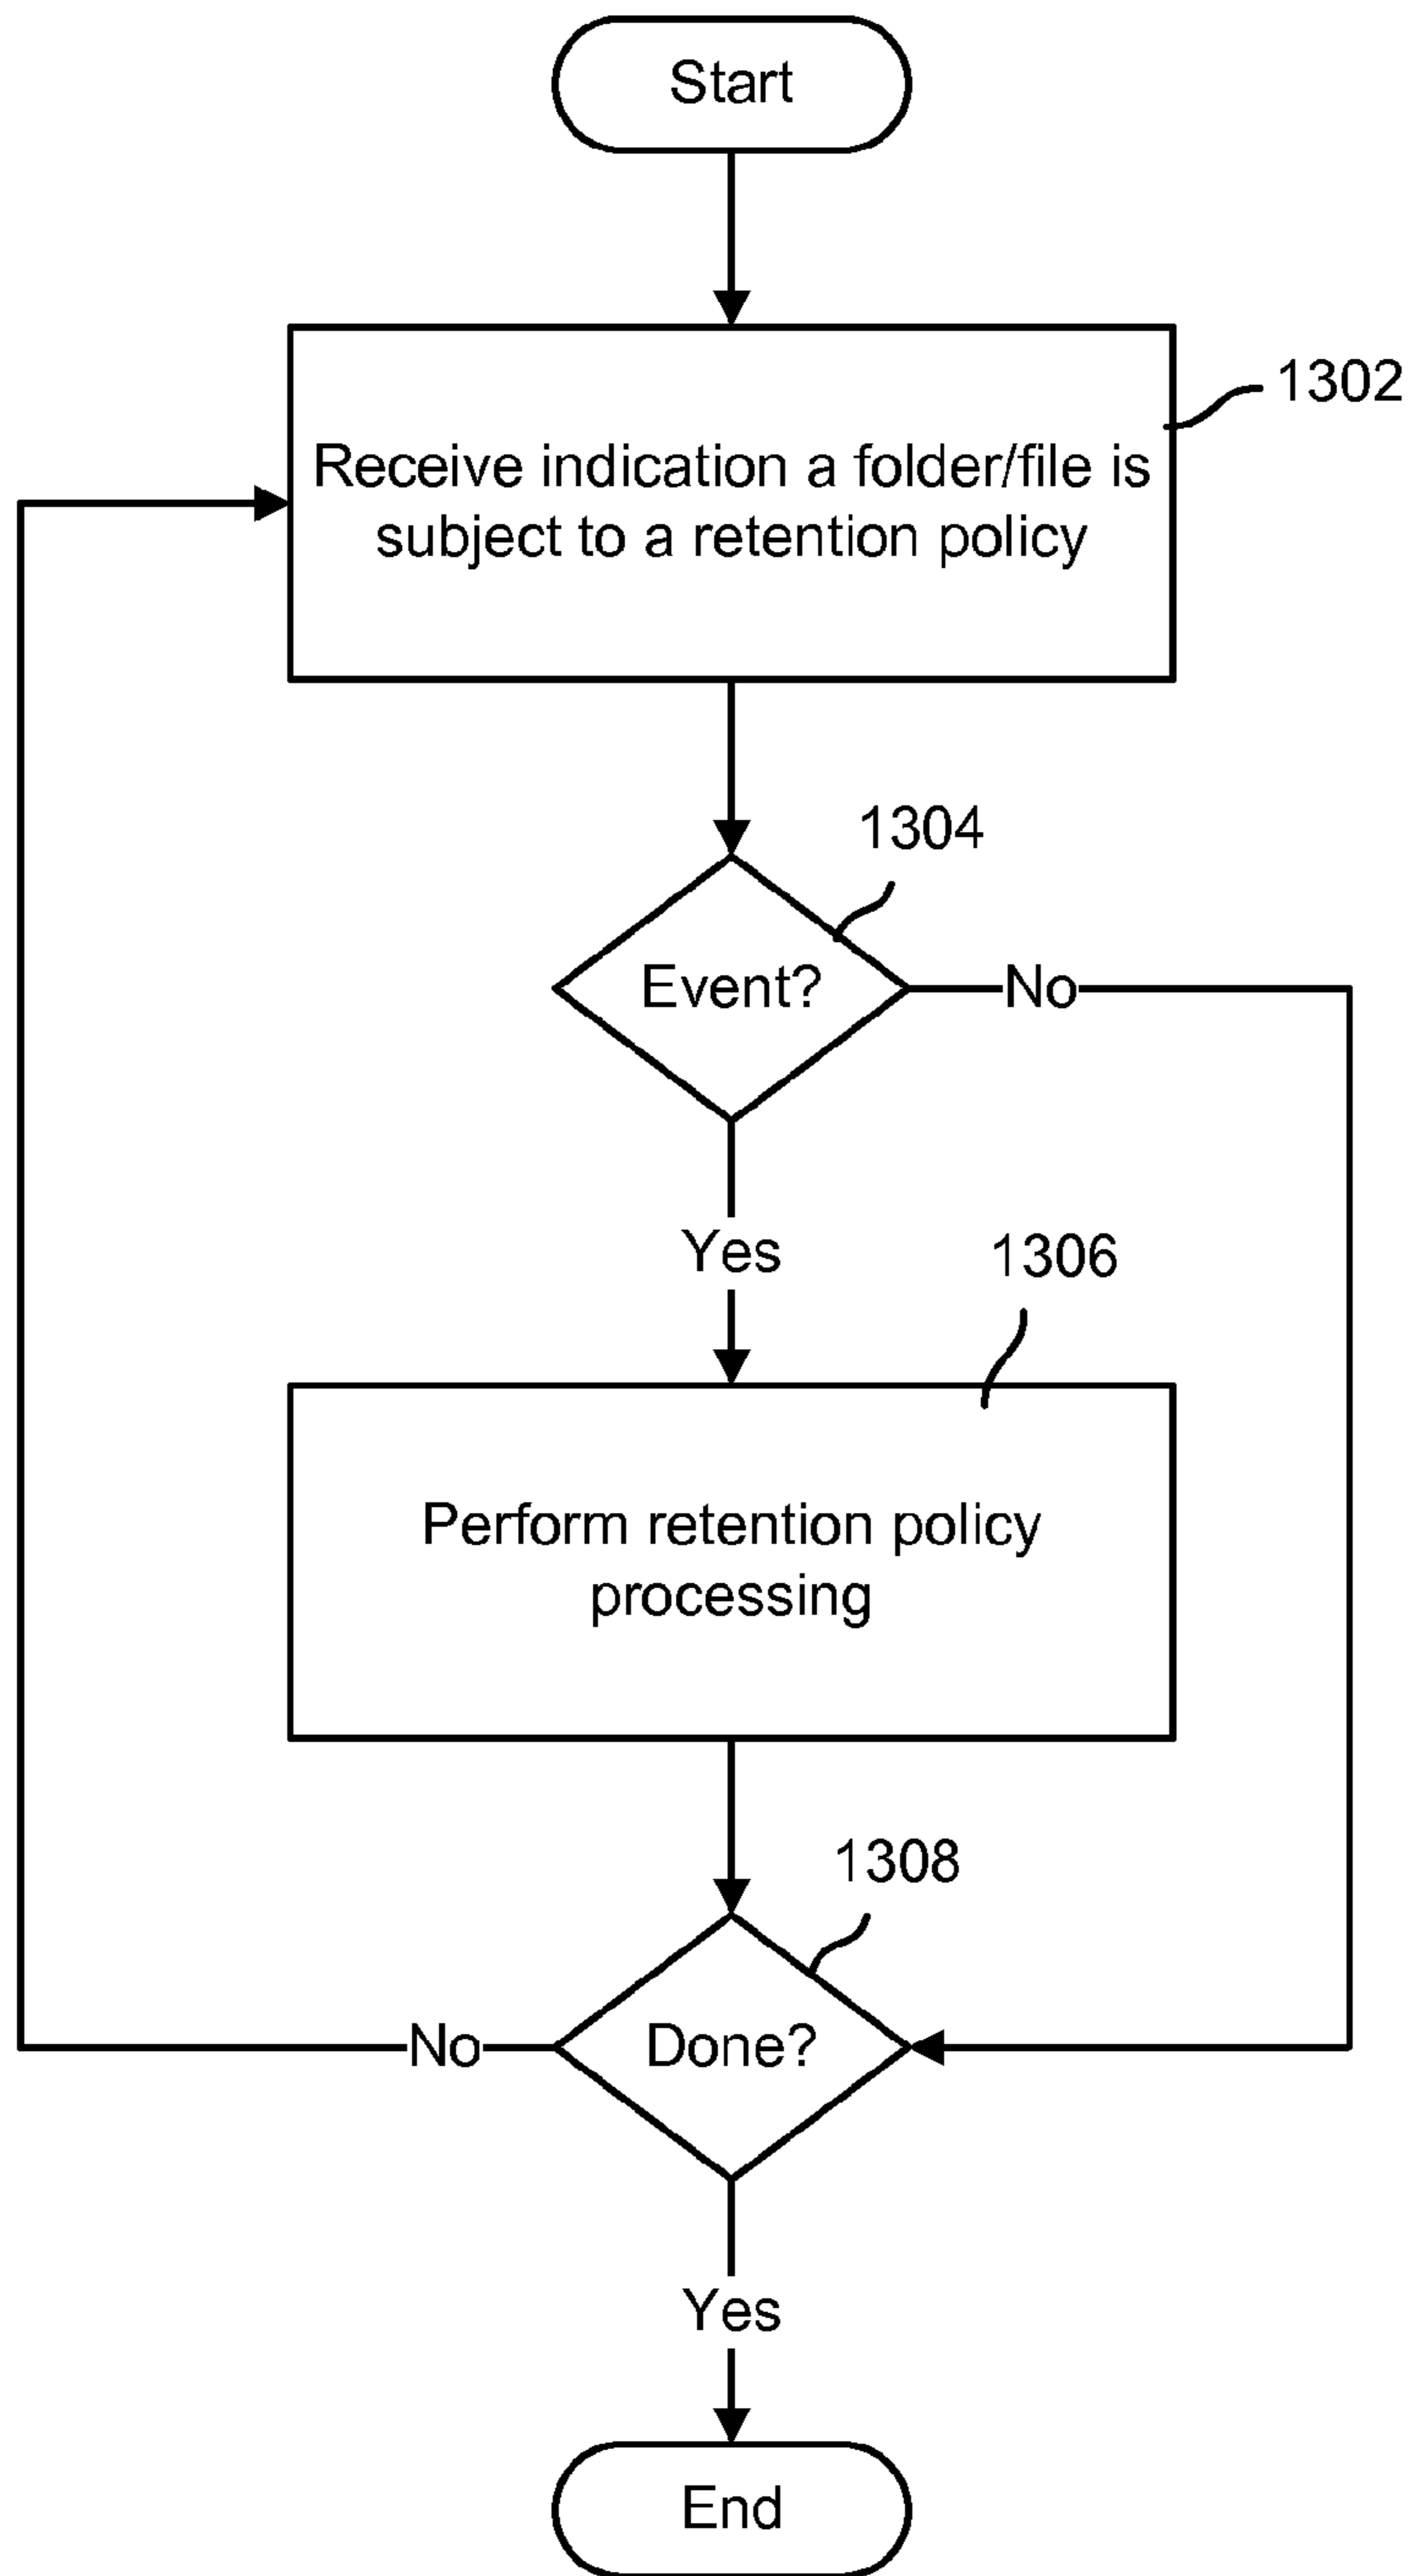 Start
1302
Receive indication a folder/file is
subject to a retention policy
1304
Event?
No
Yes
1306
Perform retention policy
processing
1308
No
Done?
Yes
End